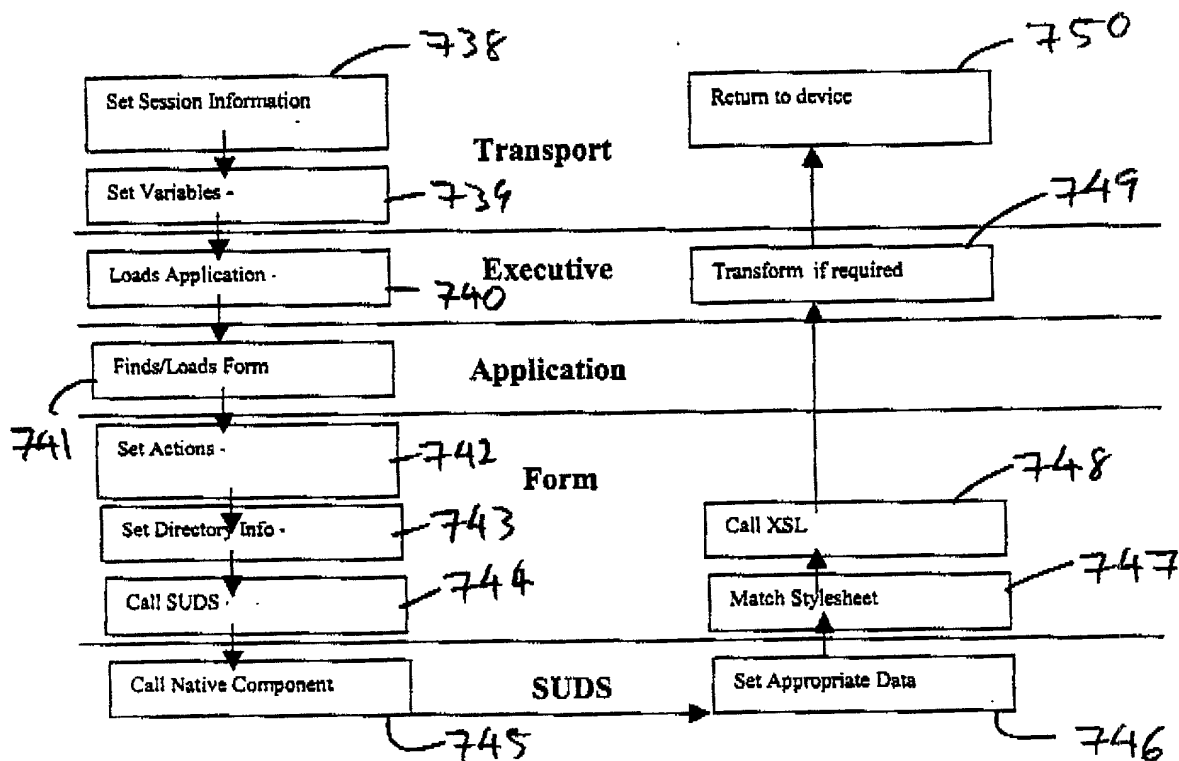 738
750
Set Session Information
Return to device
Transport
Set Variables -
739
749
Loads Application -
Executive
Transform if required
740
Finds/Loads Form
Application
741
Set Actions -
742
Form
748
Set Directory Info -
743
Call XSL
747
Call SUDS -
744
Match Stylesheet
Call Native Component
SUDS
Set Appropriate Data
745
746